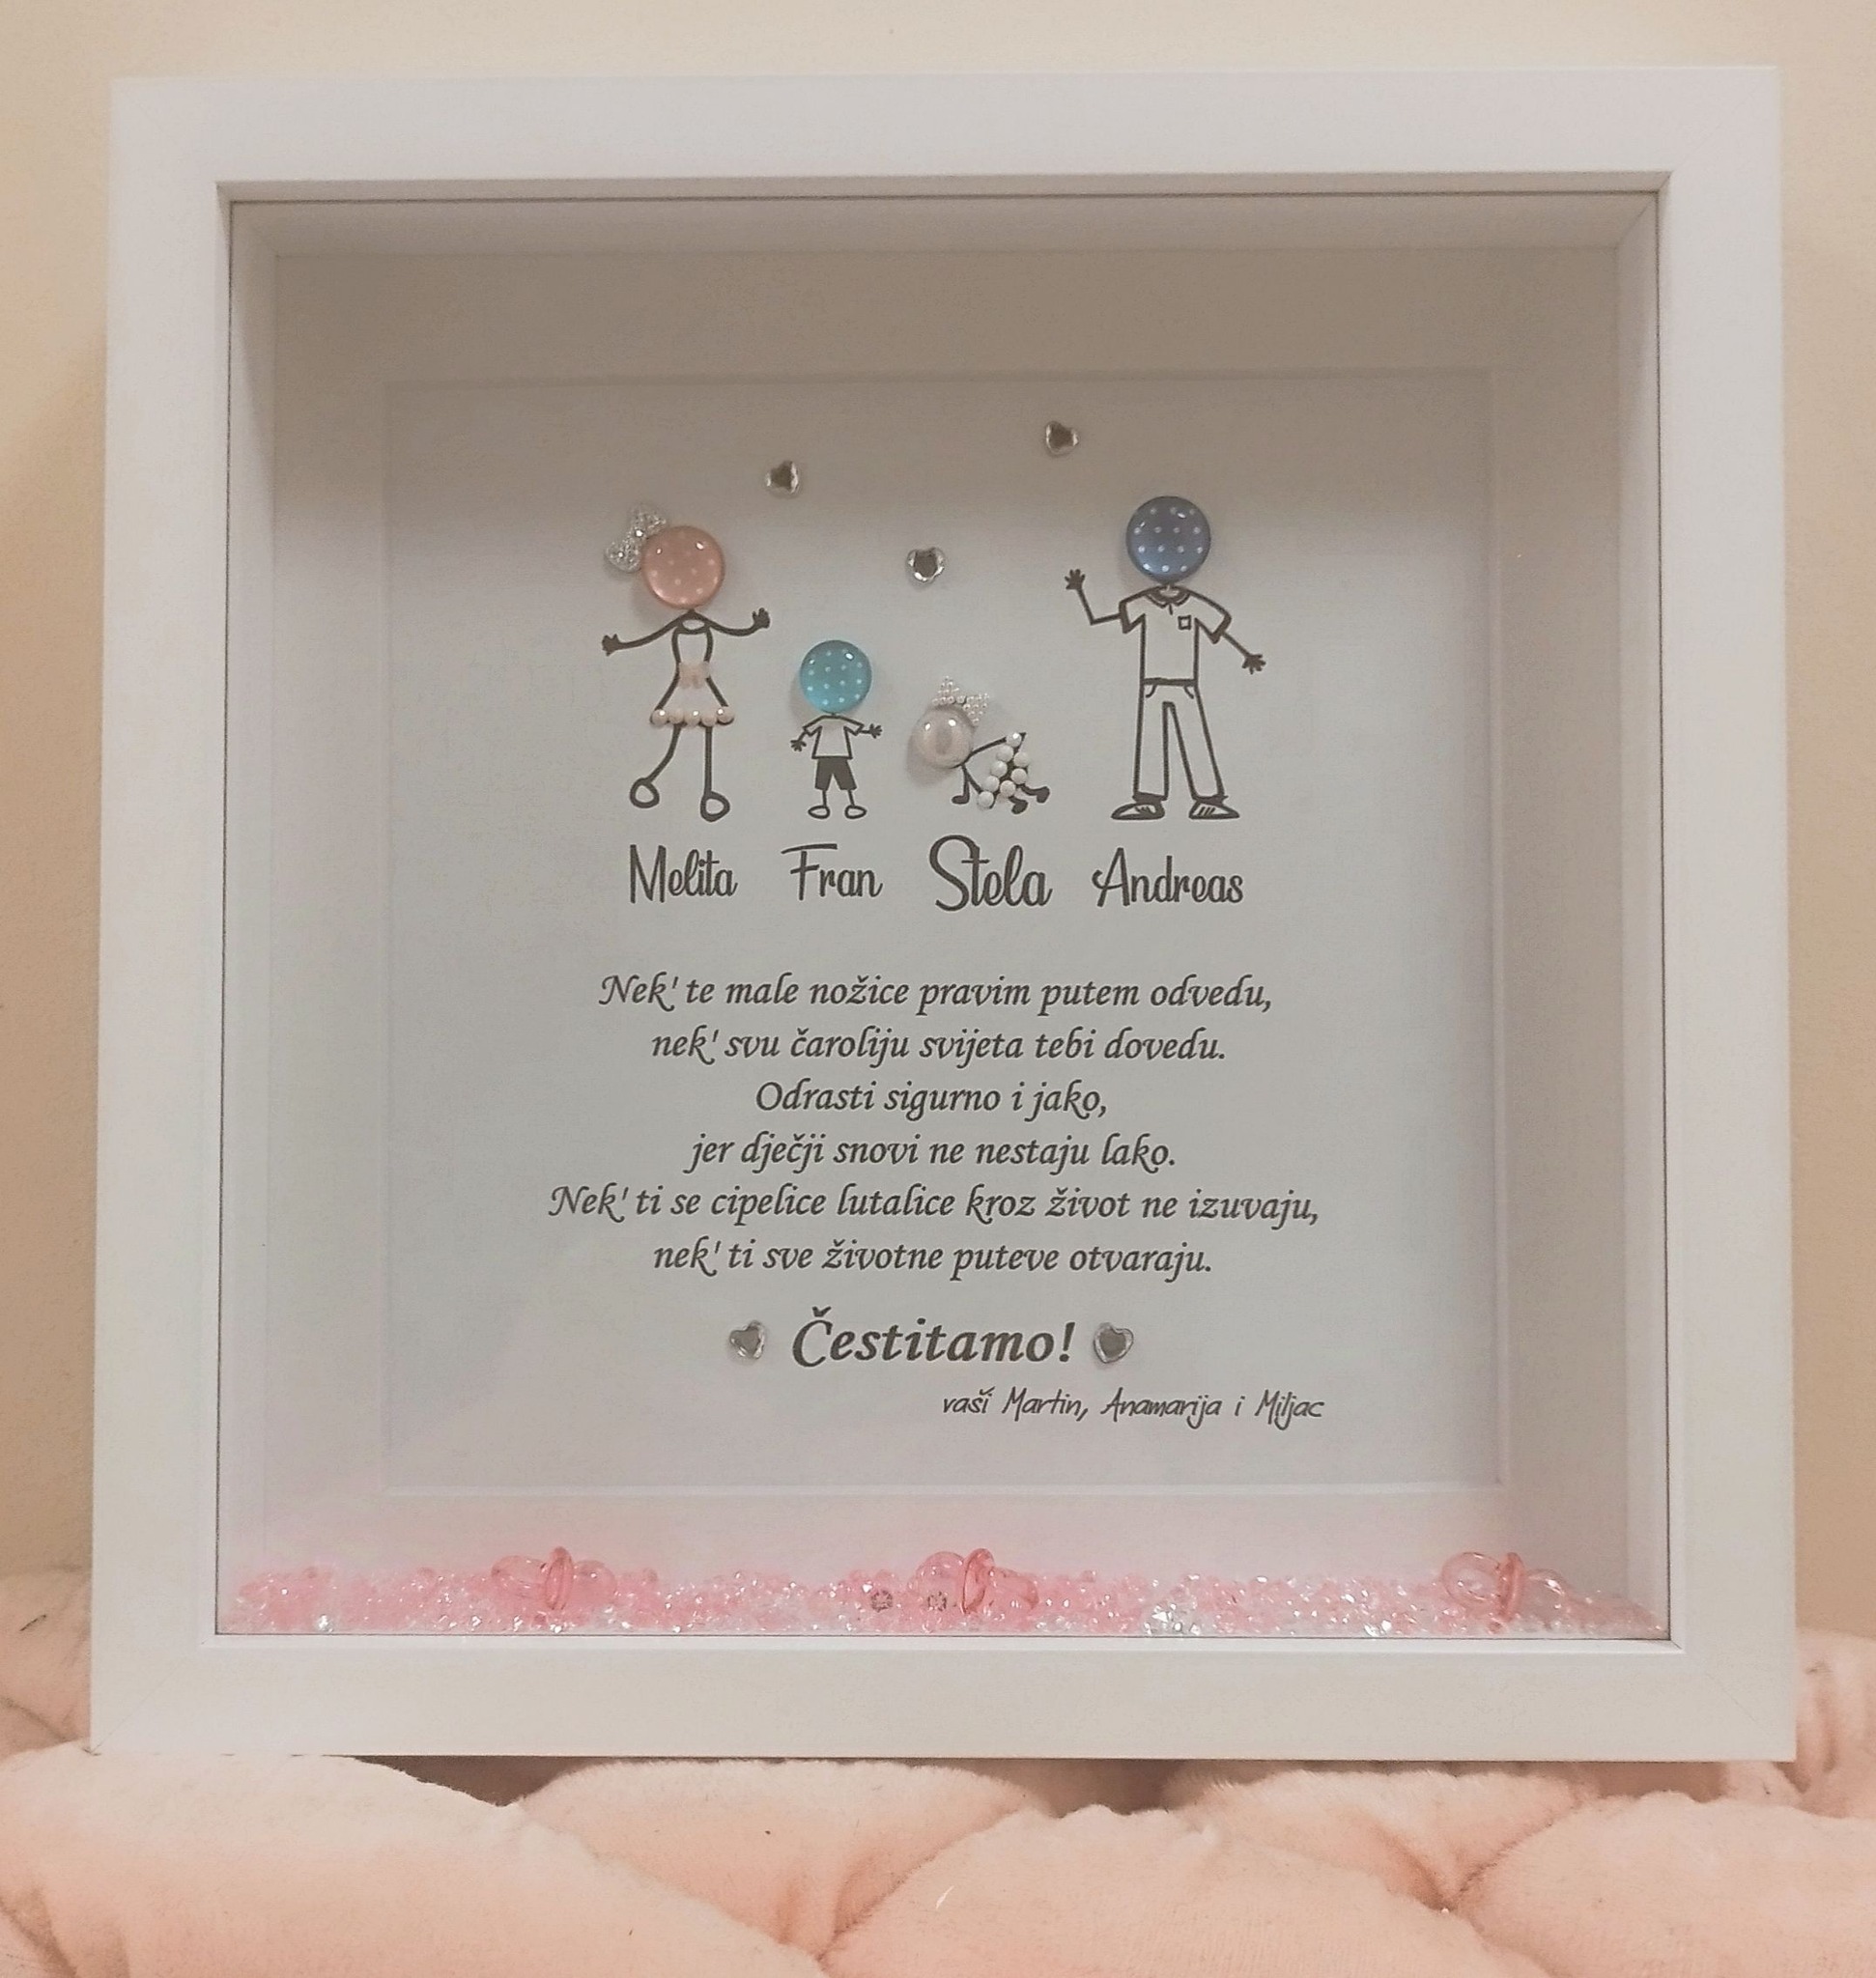 Melita Fran Stela Andreas
Nek' te male nožice pravim putem odvedu,
nek' svu čaroliju svijeta tebi dovedu.
Odrasti sigurno i jako,
jer dječji snovi ne nestaju lako.
Nek' ti se cipelice lutalice kroz život ne izuvaju,
nek' ti sve životne puteve otvaraju.
Čestitamo!
vaši Martin, Anamarija i Miljac